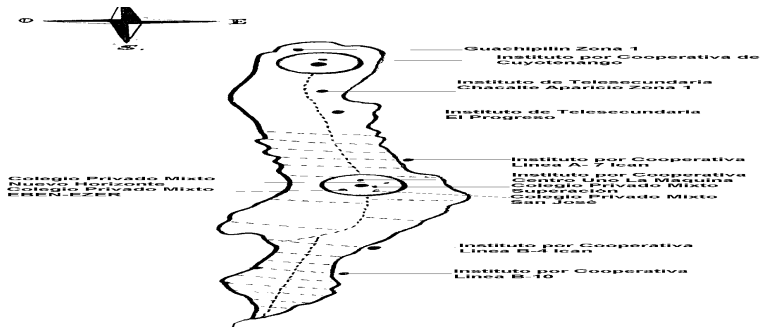 O E
S.
Guachipilin Zona 1
Instituto por Cooperativa de
Cuyotenango
Instituto de Telesecundaria
Chacalte Aparicio Zona 1
Instituto de Telesecundaria
El Progreso
Instituto por Cooperativa
Linea A- 7 Ican
Instituto por Cooperativa
Centro Uno La Maquina
Colegio Privado Mixto
Superacion
Colegio Privado Mixto
San José
Colegio Privado Mixto
Nuevo Horizonte
Colegio Privado Mixto
EBEN-EZER
Instituto por Cooperativa
Linea B-4 Ican
Instituto por Cooperativa
Linea B-10